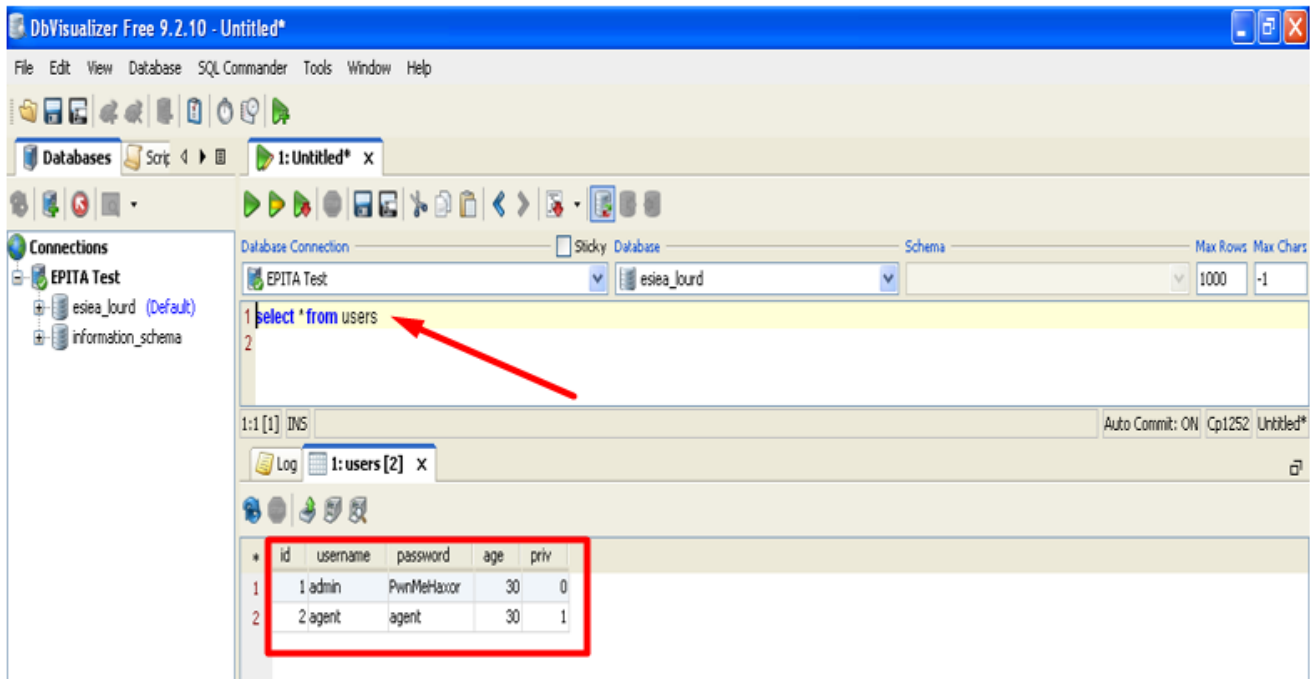 DbVisualizer Free 9.2.10 - Untitled*
File Edit View Database SQL Commander Tools Window Help
Databases Scrip 1: Untitled* x
Connections
EPITA Test
esiea_lourd (Default)
information_schema
Database Connection Sticky Database Schema Max Rows Max Chars
EPITA Test esiea_lourd 1000 -1
1 select * from users
2
1:1 [1] INS Auto Commit: ON Cp1252 Untitled*
Log 1: users [2] x
* id username password age priv
1 1 admin PwnMeHaxor 30 0
2 2 agent agent 30 1